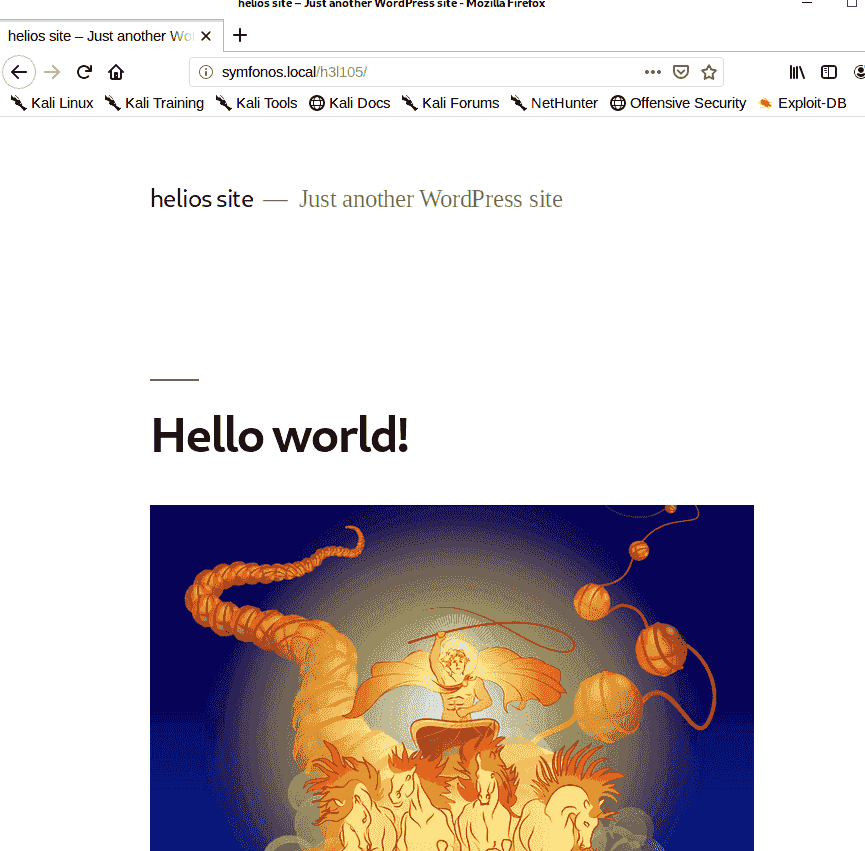 helios site – Just another WordPress site - Mozilla Firefox
helios site – Just another Wo
symfonos.local/h3l105/
Kali Linux Kali Training Kali Tools Kali Docs Kali Forums NetHunter Offensive Security Exploit-DB
helios site — Just another WordPress site
Hello world!